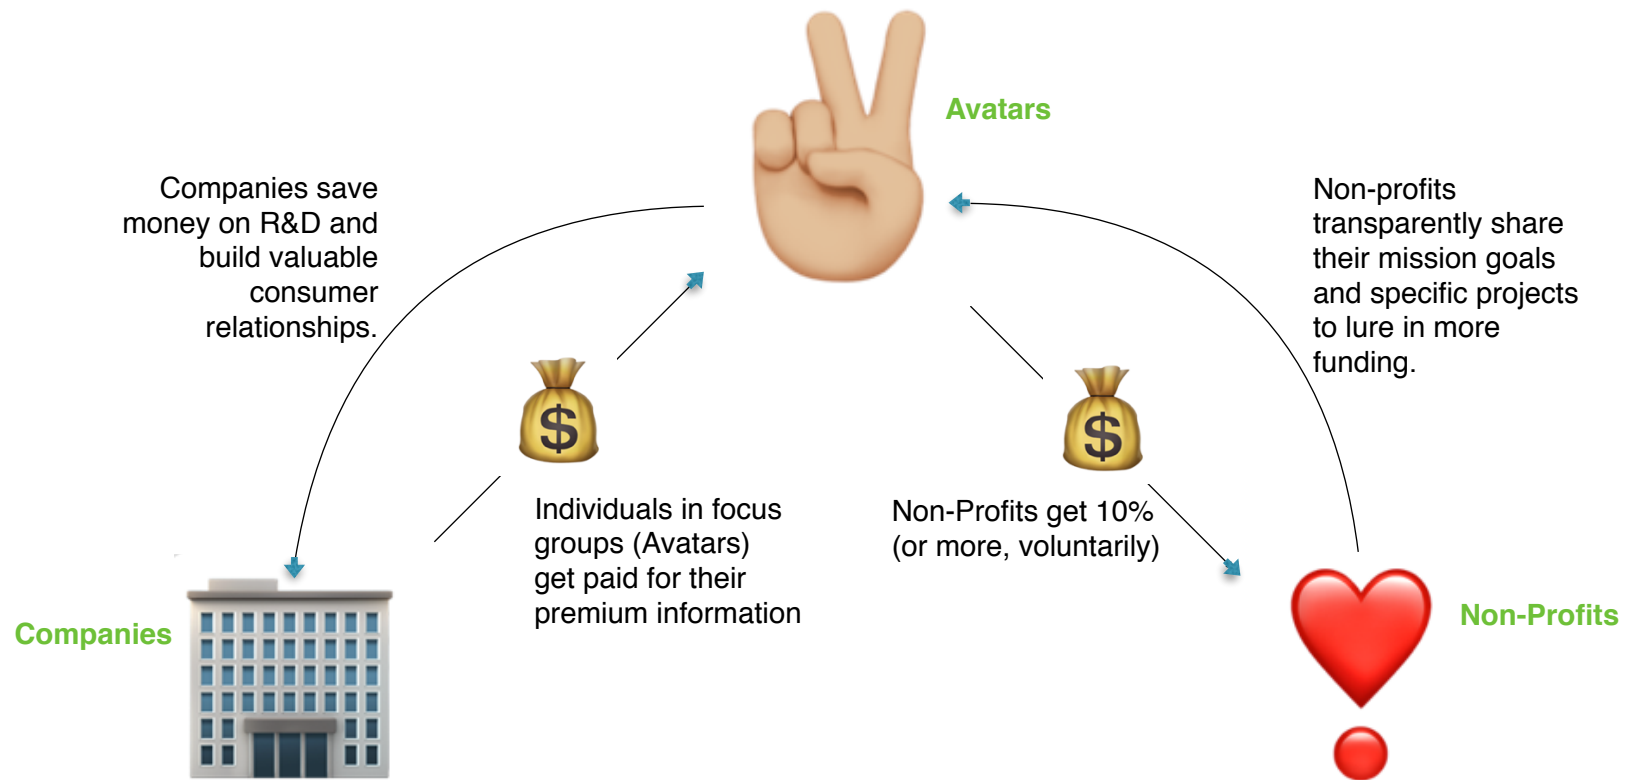 Avatars
Companies save
money on R&D and
build valuable
consumer
relationships.
Non-profits
transparently share
their mission goals
and specific projects
to lure in more
funding.
$
$
Individuals in focus
groups (Avatars)
get paid for their
premium information
Non-Profits get 10%
(or more, voluntarily)
Companies
Non-Profits